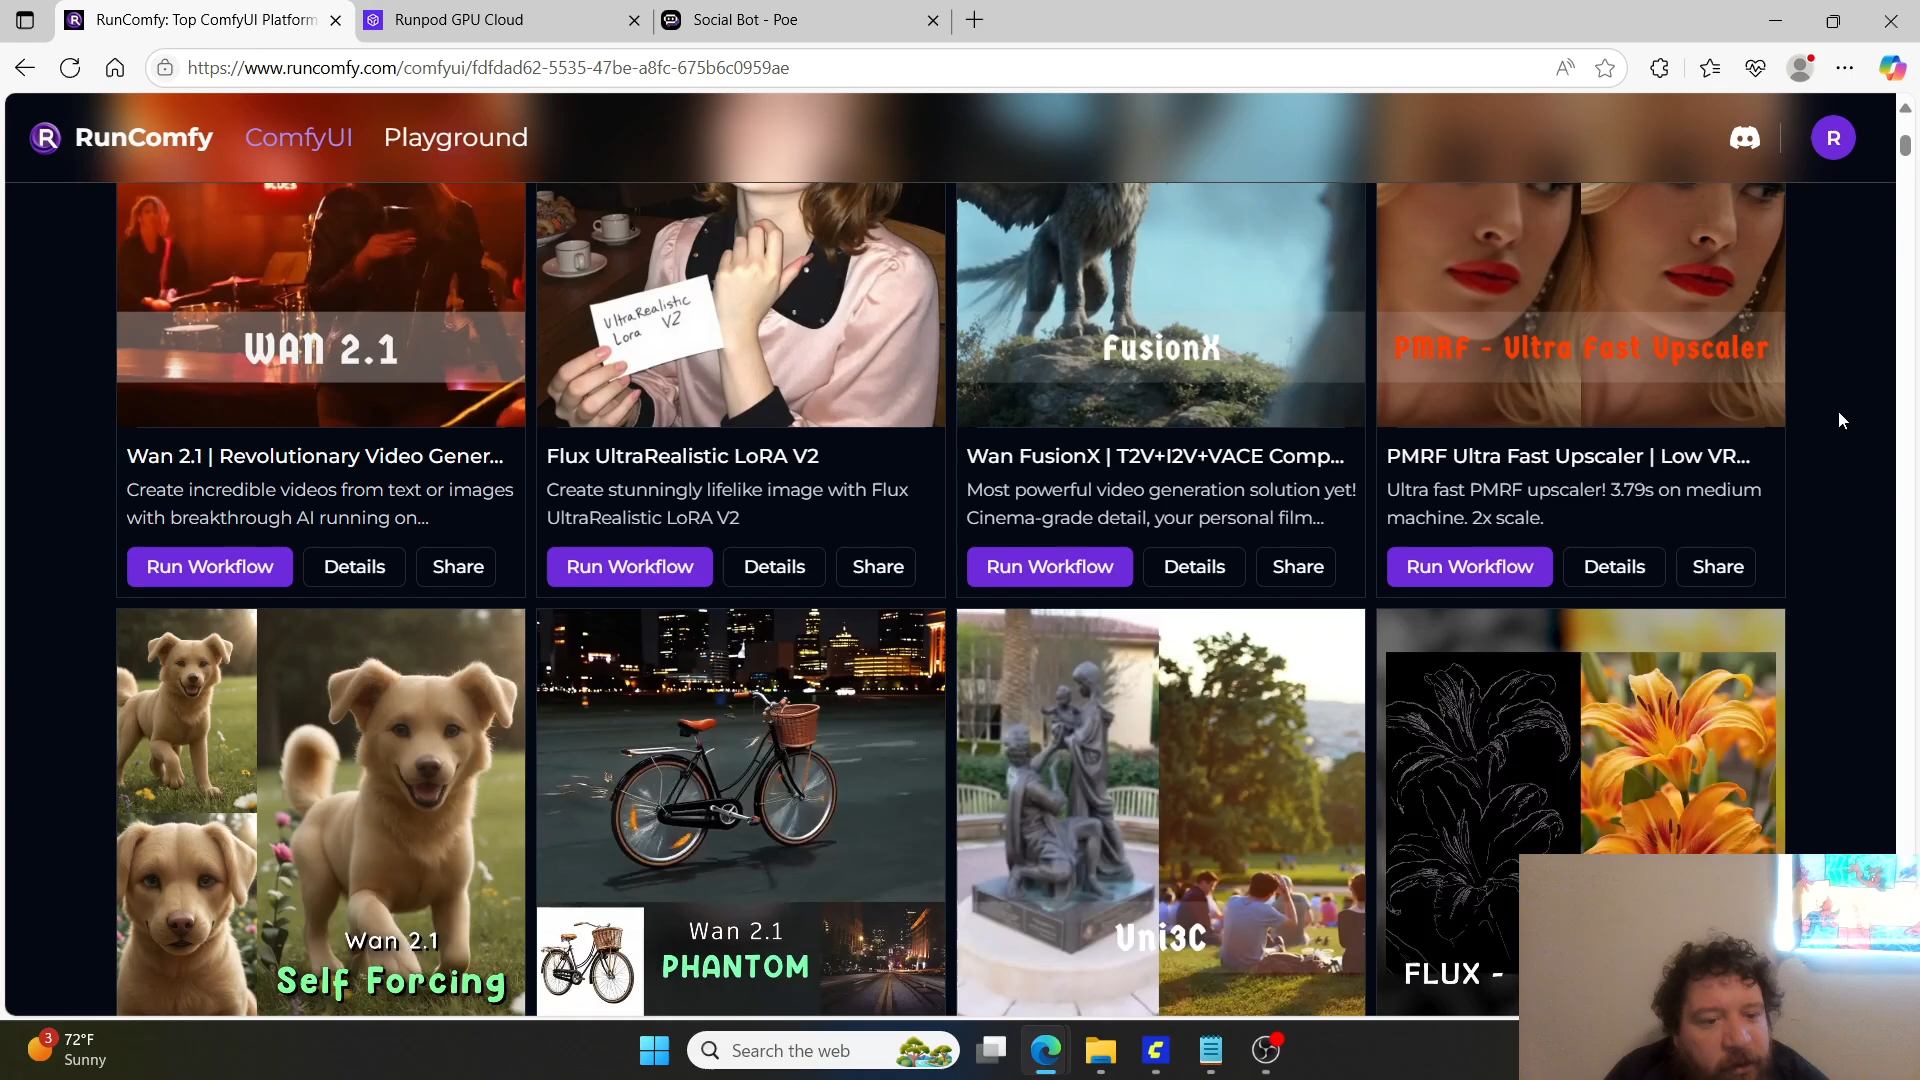 RunComfy: Top ComfyUI Platform
Runpod GPU Cloud
Social Bot - Poe
https://www.runcomfy.com/comfyui/fdfdad62-5535-47be-a8fc-675b6c0959ae
R RunComfy ComfyUI Playground
R
BLUES
WAN 2.1
UltraRealistic
Lora V2
FusionX
PMRF - Ultra Fast Upscaler
Wan 2.1 | Revolutionary Video Gener...
Create incredible videos from text or images
with breakthrough AI running on...
Run Workflow Details Share
Flux UltraRealistic LoRA V2
Create stunningly lifelike image with Flux
UltraRealistic LoRA V2
Run Workflow Details Share
Wan FusionX | T2V+I2V+VACE Comp...
Most powerful video generation solution yet!
Cinema-grade detail, your personal film...
Run Workflow Details Share
PMRF Ultra Fast Upscaler | Low VR...
Ultra fast PMRF upscaler! 3.79s on medium
machine. 2x scale.
Run Workflow Details Share
Wan 2.1
Self Forcing
Wan 2.1
PHANTOM
Uni3C
FLUX -
3
72°F
Sunny
Search the web